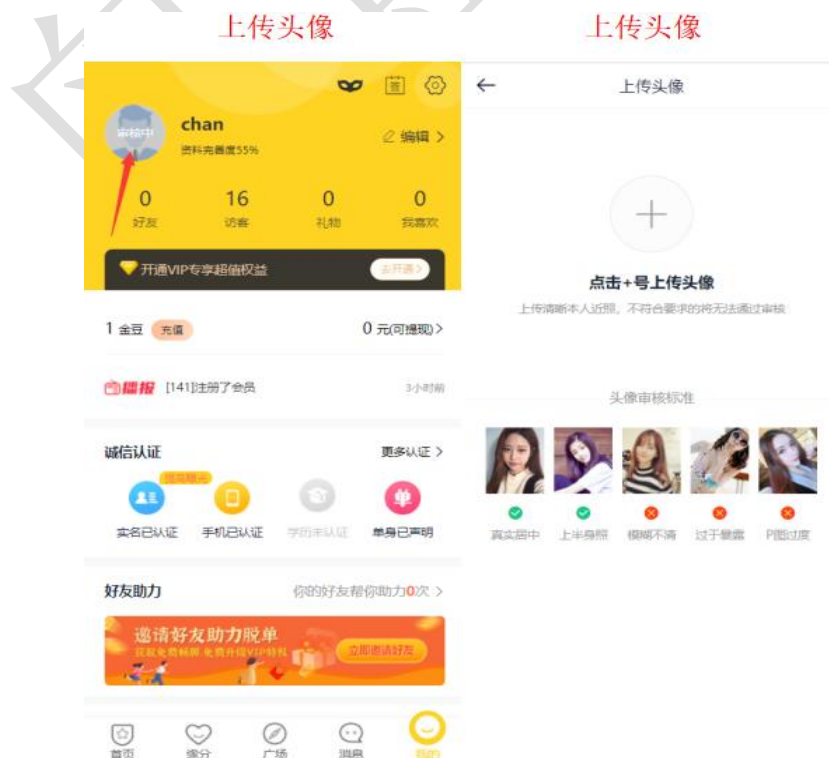 上传头像
审核中
chan
资料完善度55%
编辑
0
16
0
0
好友
访客
礼物
我喜欢
开通VIP专享超值权益
去开通>
1 金豆 充值
0 元(可提现)
播报 [141]注册了会员
3小时前
诚信认证
更多认证
实名已认证
手机已认证
学历未认证
单身已声明
好友助力
你的好友帮你助力0次
邀请好友助力脱单
立即邀请好友
首页
缘分
广场
消息
我的
上传头像
上传头像
点击+号上传头像
上传清晰本人近照，不符合要求的将无法通过审核
头像审核标准
真实居中
上半身照
模糊不清
过于暴露
P图过度